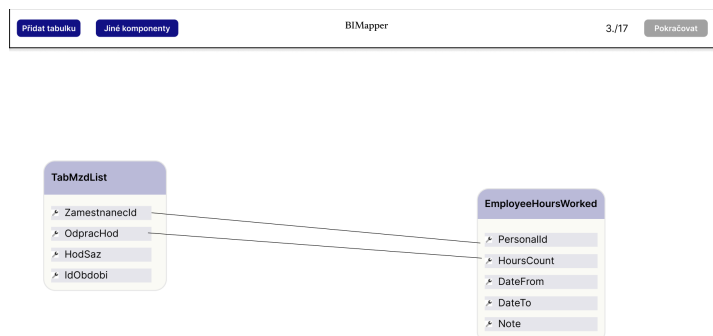 Přidat tabulku
Jiné komponenty
BIMapper
3./17
Pokračovat
TabMzdList
ZamestnanecId
OdpracHod
HodSaz
IdObdobi
EmployeeHoursWorked
PersonalId
HoursCount
DateFrom
DateTo
Note